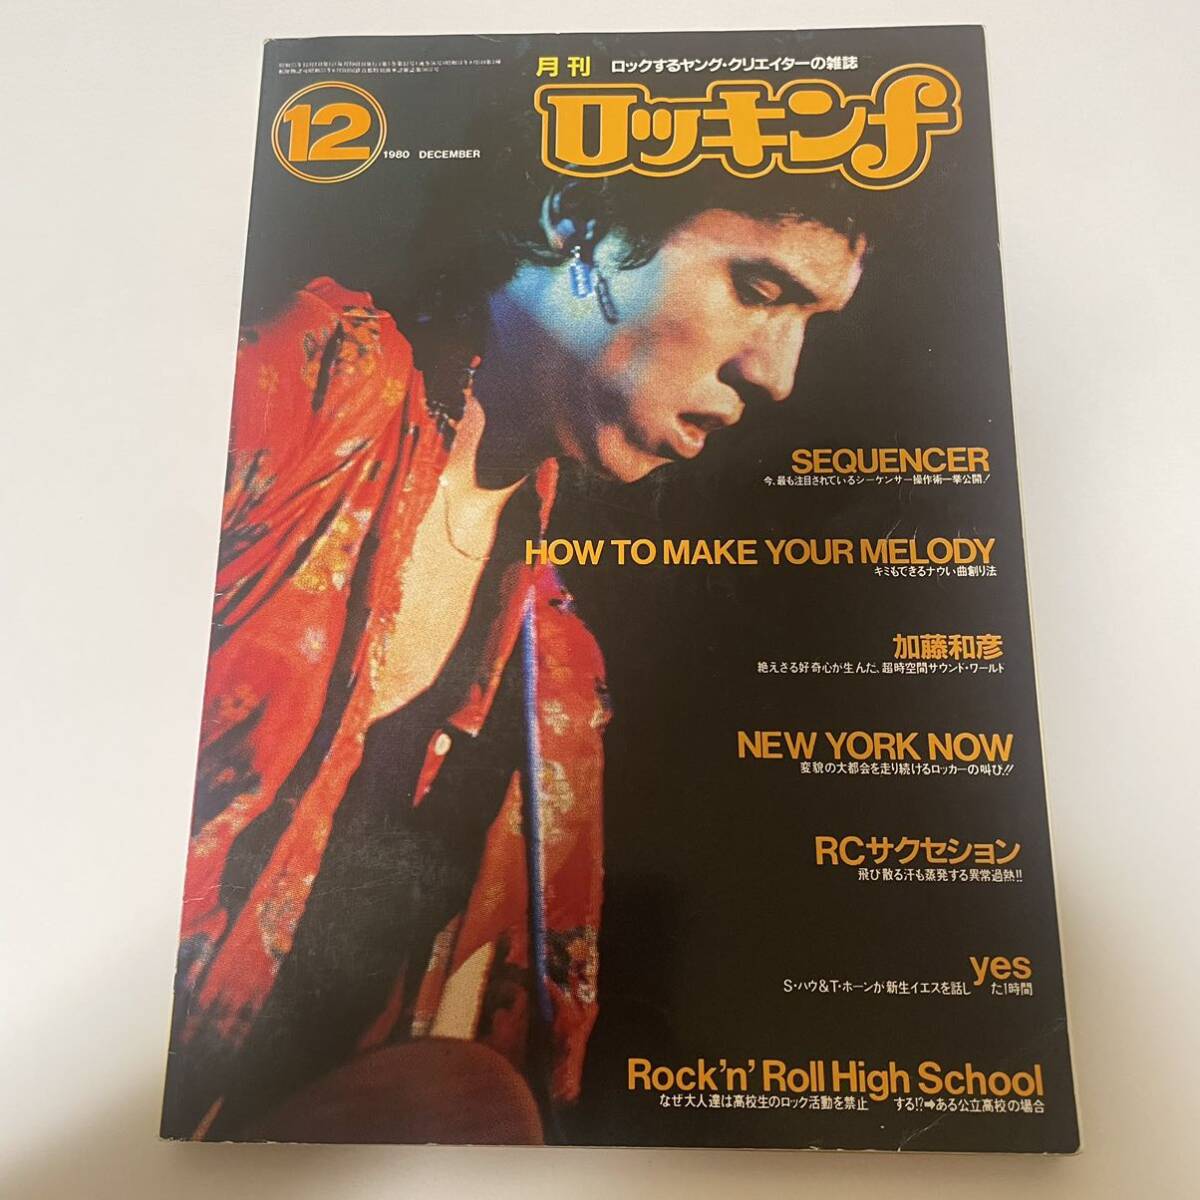 月刊 ロックするヤング・クリエイターの雑誌
ロッキンf
12
1980 DECEMBER
SEQUENCER
今、最も注目されているシーケンサー操作術一挙公開!
HOW TO MAKE YOUR MELODY
キミもできるナウい曲創り法
加藤和彦
絶えざる好奇心が生んだ、超時空間サウンド・ワールド
NEW YORK NOW
変貌の大都会を走り続けるロッカーの叫び!!
RCサクセション
飛び散る汗も蒸発する異常過熱!!
yes
S・ハウ&T・ホーンが新生イエスを話した1時間
Rock'n'Roll High School
なぜ大人達は高校生のロック活動を禁止する!?➡ある公立高校の場合